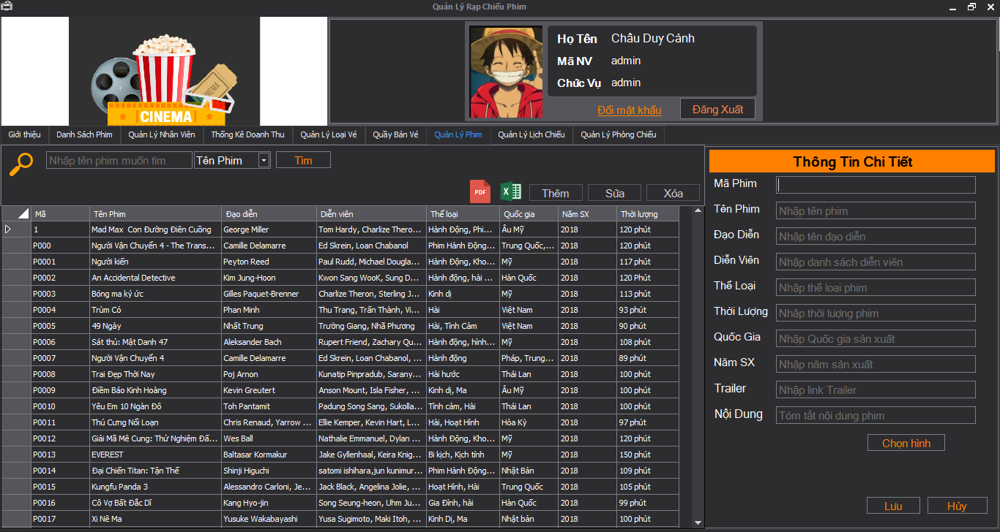 Quản Lý Rạp Chiếu Phim
CINEMA
CINEMA
Họ Tên Châu Duy Cảnh
Mã NV admin
Chức Vụ admin
Đổi mật khẩu Đăng Xuất
Giới thiệu Danh Sách Phim Quản Lý Nhân Viên Thống Kê Doanh Thu Quản Lý Loại Vé Quầy Bán Vé Quản Lý Phim Quản Lý Lịch Chiếu Quản Lý Phòng Chiếu
Nhập tên phim muốn tìm Tên Phim Tìm
PDF X Thêm Sửa Xóa
Mã Tên Phim Đạo diễn Diễn viên Thể loại Quốc gia Năm SX Thời lượng
1 Mad Max Con Đường Điên Cuồng George Miller Tom Hardy, Charlize Thero... Hành Động, Phi... Âu Mỹ 2018 120 phút
P000 Người Vận Chuyển 4 - The Trans... Camille Delamarre Ed Skrein, Loan Chabanol Phim Hành Động... Trung Quốc,... 2018 120 phút
P0001 Người kiến Peyton Reed Paul Rudd, Michael Dougla... Hành Động, Kho... Mỹ 2018 117 phút
P0002 An Accidental Detective Kim Jung-Hoon Kwon Sang WooK, Sung D... Hành động, hài ... Hàn Quốc 2018 120 Phút
P0003 Bóng ma ký ức Gilles Paquet-Brenner Charlize Theron, Sterling J... Kinh dị Mỹ 2018 113 phút
P0004 Trùm Cỏ Phan Minh Thu Trang, Trấn Thành, Vi... Hài Việt Nam 2018 93 phút
P0005 49 Ngày Nhất Trung Trường Giang, Nhã Phương Hài, Tình Cảm Việt Nam 2018 90 phút
P0006 Sát thủ: Mật Danh 47 Aleksander Bach Rupert Friend, Zachary Qu... Hành động, hình... Mỹ 2018 108 phút
P0007 Người Vận Chuyển 4 Camille Delamarre Ed Skrein, Loan Chabanol, ... Hành động Pháp, Trung... 2018 89 phút
P0008 Trai Đẹp Thời Nay Poj Arnon Kunatip Pinpradub, Sarany... Hài hước Thái Lan 2018 100 phút
P0009 Điềm Báo Kinh Hoàng Kevin Greutert Anson Mount, Isla Fisher, ... Kinh dị, Ma Âu Mỹ 2018 100 phút
P0010 Yêu Em 10 Ngàn Đô Toh Pantamit Padung Song Sang, Sukolla... Tình cảm, Hài Thái Lan 2018 100 phút
P0011 Thú Cưng Nổi Loạn Chris Renaud, Yarrow ... Ellie Kemper, Kevin Hart, L... Hài, Hoạt Hình Hòa Kỳ 2018 97 phút
P0012 Giải Mã Mê Cung: Thử Nghiệm Đấ... Wes Ball Nathalie Emmanuel, Dylan ... Hành Động, Kho... Mỹ 2018 120 phút
P0013 EVEREST Baltasar Kormakur Jake Gyllenhaal, Keira Knig... Bi kịch, Kịch tính Mỹ 2018 150 phút
P0014 Đại Chiến Titan: Tận Thế Shinji Higuchi satomi ishihara,jun kunimur... Phim Hành Động... Nhật Bản 2018 109 phút
P0015 Kungfu Panda 3 Alessandro Carloni, Je... Jack Black, Angelina Jolie, ... Hoạt Hình, Hài Trung Quốc 2018 105 phút
P0016 Cô Vợ Bất Đắc Dĩ Kang Hyo-jin Song Seung-heon, Uhm Ju... Gia Đình, hài Hàn Quốc 2018 99 phút
P0017 Xi Nê Ma Yusuke Wakabayashi Yusa Sugimoto, Maki Itoh, ... Kinh Dị, Ma Nhật bản 2018 100 phút
Thông Tin Chi Tiết
Mã Phim
Tên Phim Nhập tên phim
Đạo Diễn Nhập tên đạo diễn
Diễn Viên Nhập danh sách diễn viên
Thể Loại Nhập thể loại phim
Thời Lượng Nhập thời lượng phim
Quốc Gia Nhập Quốc gia sản xuất
Năm SX Nhập năm sản xuất
Trailer Nhập link Trailer
Nội Dung Tóm tắt nội dung phim
Chọn hình
Lưu Hủy